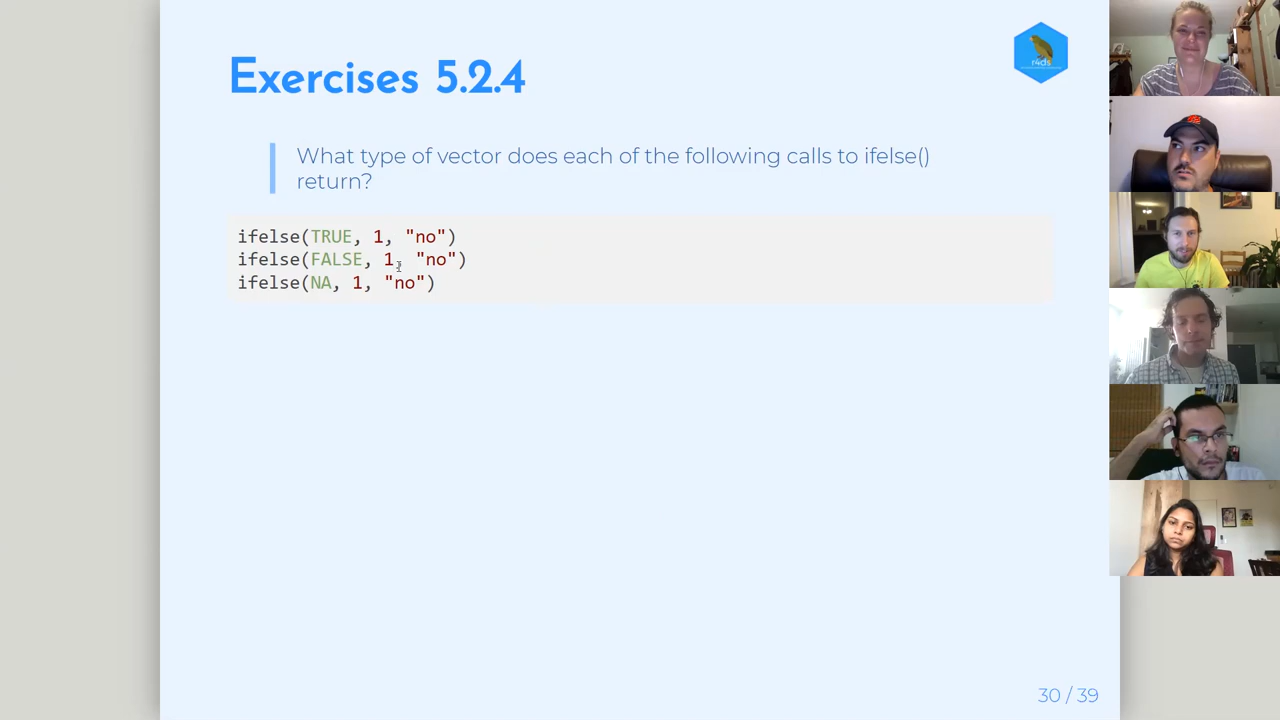 Exercises 5.2.4
r4ds
What type of vector does each of the following calls to ifelse()
return?
ifelse(TRUE, 1, "no")
ifelse(FALSE, 1, "no")
ifelse(NA, 1, "no")
30 / 39